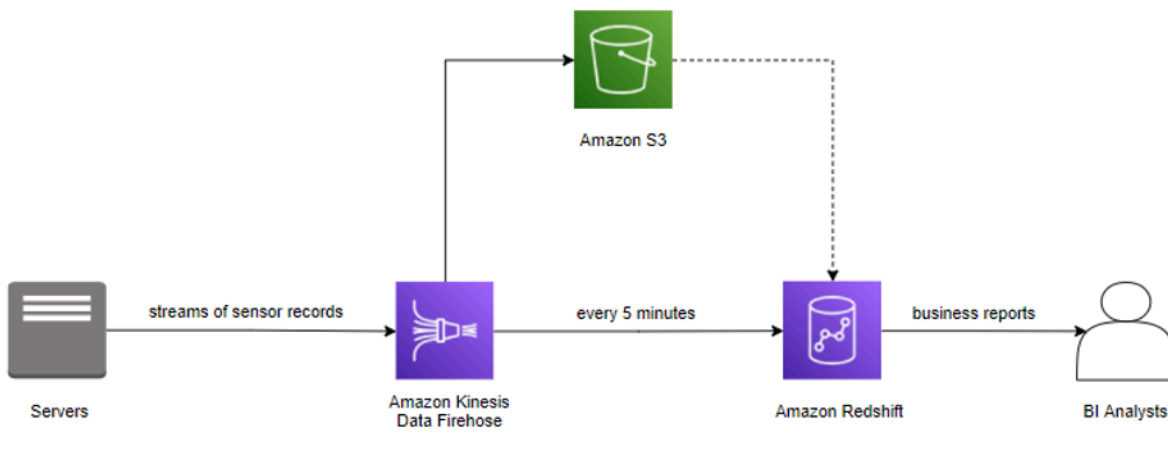 Amazon S3
streams of sensor records
every 5 minutes
business reports
Servers
Amazon Kinesis
Data Firehose
Amazon Redshift
BI Analysts